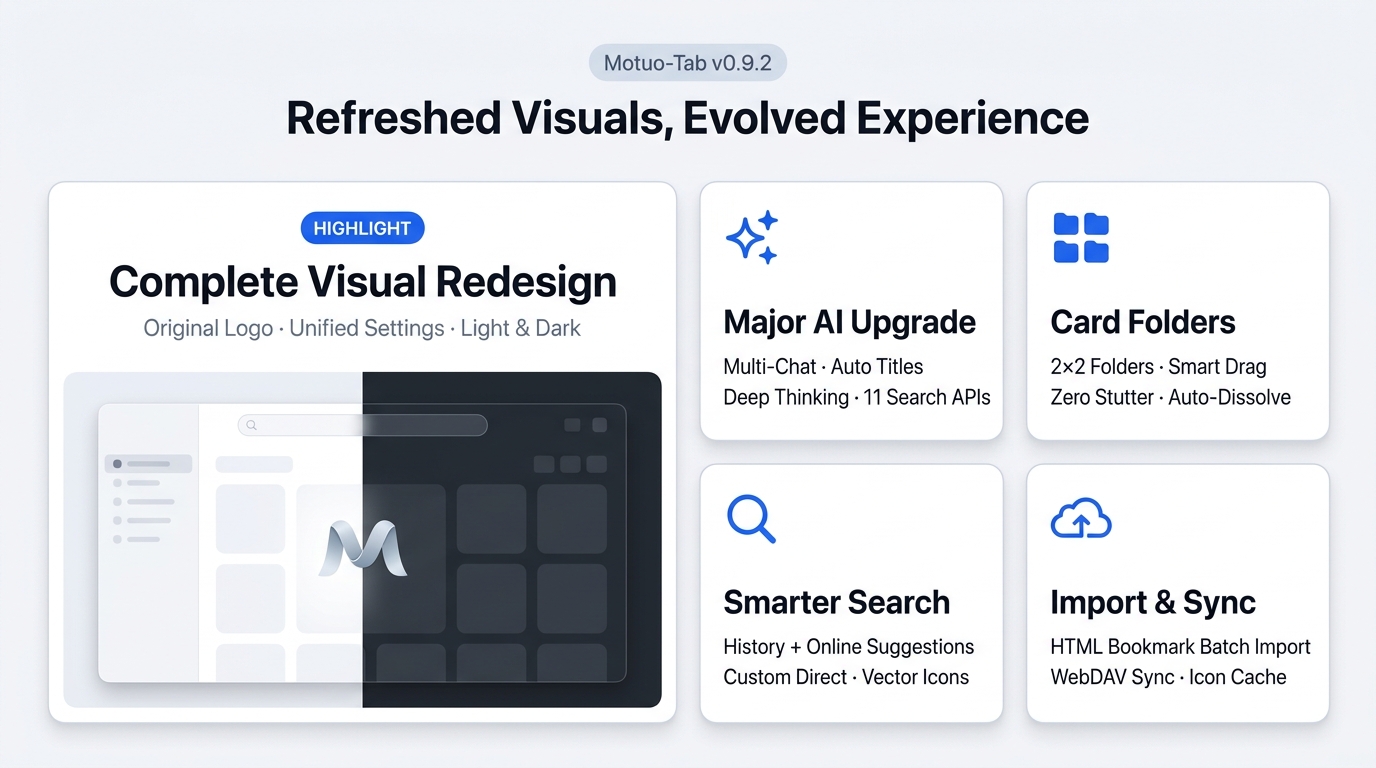 Motuo-Tab v0.9.2
Refreshed Visuals, Evolved Experience
HIGHLIGHT
Complete Visual Redesign
Original Logo · Unified Settings · Light & Dark
Major AI Upgrade
Multi-Chat · Auto Titles
Deep Thinking · 11 Search APIs
Card Folders
2×2 Folders · Smart Drag
Zero Stutter · Auto-Dissolve
Smarter Search
History + Online Suggestions
Custom Direct · Vector Icons
Import & Sync
HTML Bookmark Batch Import
WebDAV Sync · Icon Cache